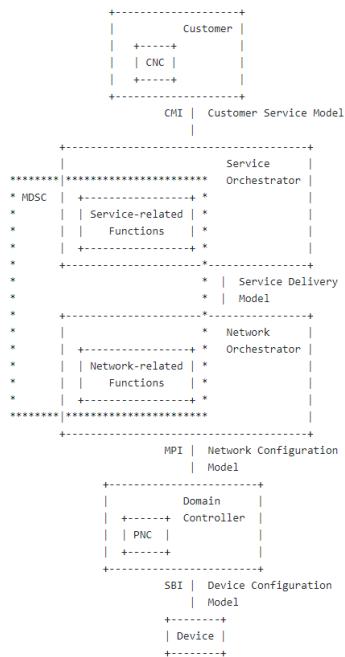 Customer
CNC
CMI | Customer Service Model
Service
Orchestrator
MDSC
Service-related
Functions
Service Delivery
Model
Network
Orchestrator
Network-related
Functions
MPI | Network Configuration
Model
Domain
Controller
PNC
SBI | Device Configuration
Model
Device